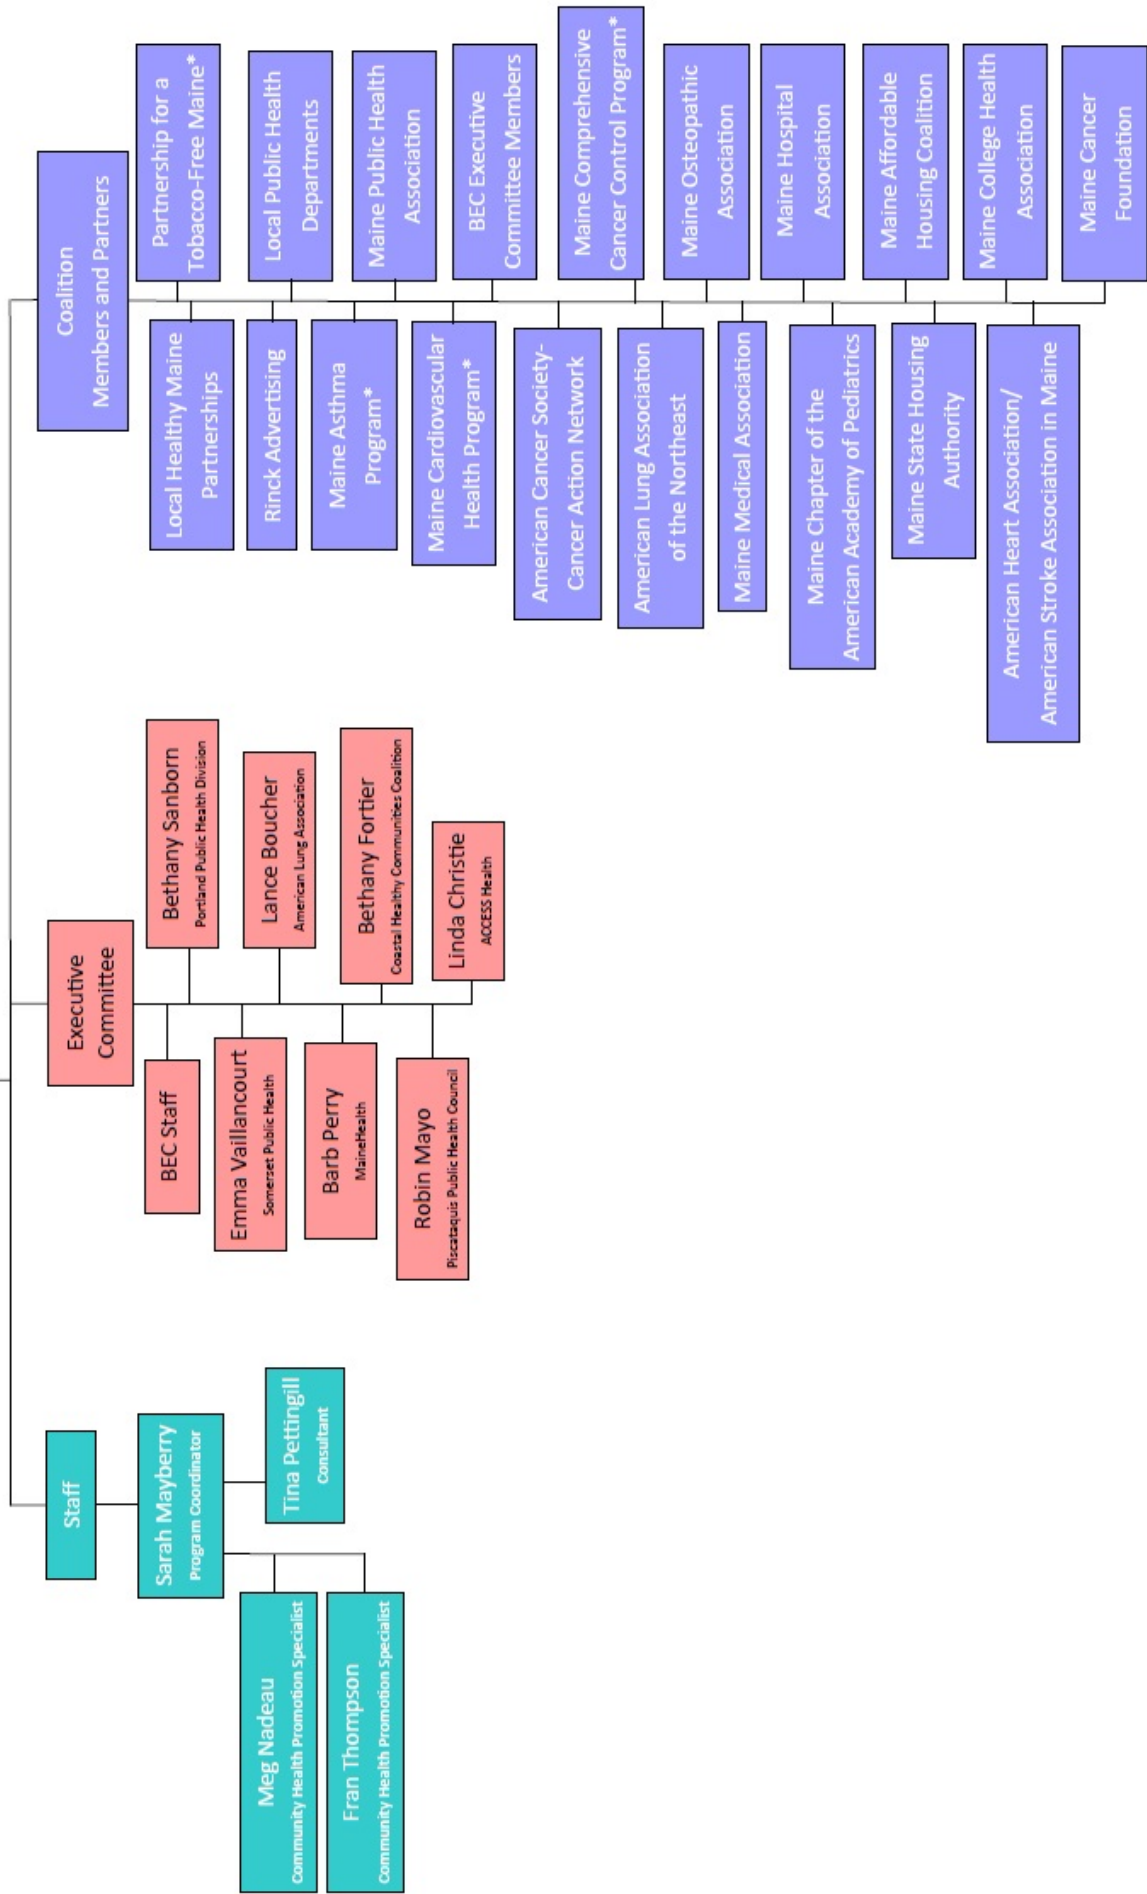 Staff
Sarah Mayberry
Program Coordinator
Tina Pettingill
Consultant
Meg Nadeau
Community Health Promotion Specialist
Fran Thompson
Community Health Promotion Specialist
Executive
Committee
BEC Staff
Bethany Sanborn
Portland Public Health Division
Emma Vaillancourt
Somerset Public Health
Lance Boucher
American Lung Association
Barb Perry
MaineHealth
Bethany Fortier
Coastal Healthy Communities Coalition
Robin Mayo
Piscataquis Public Health Council
Linda Christie
ACCESS Health
Coalition
Members and Partners
Local Healthy Maine
Partnerships
Partnership for a
Tobacco-Free Maine*
Rinck Advertising
Local Public Health
Departments
Maine Asthma
Program*
Maine Public Health
Association
Maine Cardiovascular
Health Program*
BEC Executive
Committee Members
American Cancer Society-
Cancer Action Network
Maine Comprehensive
Cancer Control Program*
American Lung Association
of the Northeast
Maine Osteopathic
Association
Maine Medical Association
Maine Hospital
Association
Maine Chapter of the
American Academy of Pediatrics
Maine Affordable
Housing Coalition
Maine State Housing
Authority
Maine College Health
Association
American Heart Association/
American Stroke Association in Maine
Maine Cancer
Foundation